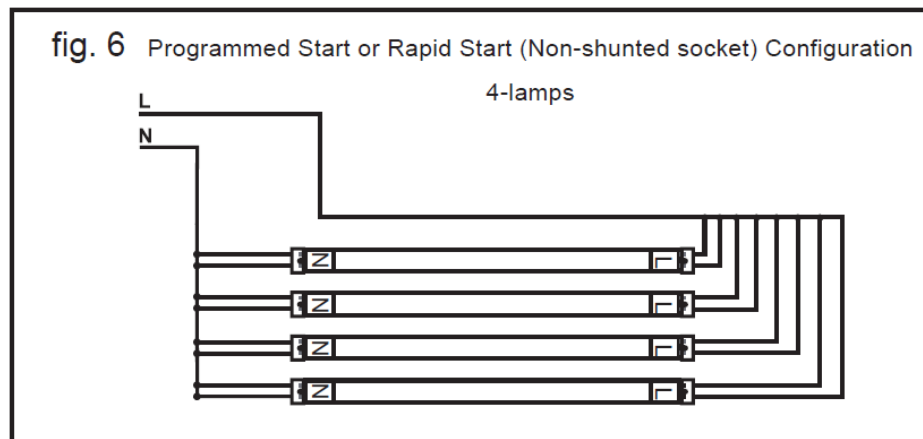 fig. 6 Programmed Start or Rapid Start (Non-shunted socket) Configuration
4-lamps
L
N
N L
N L
N L
N L